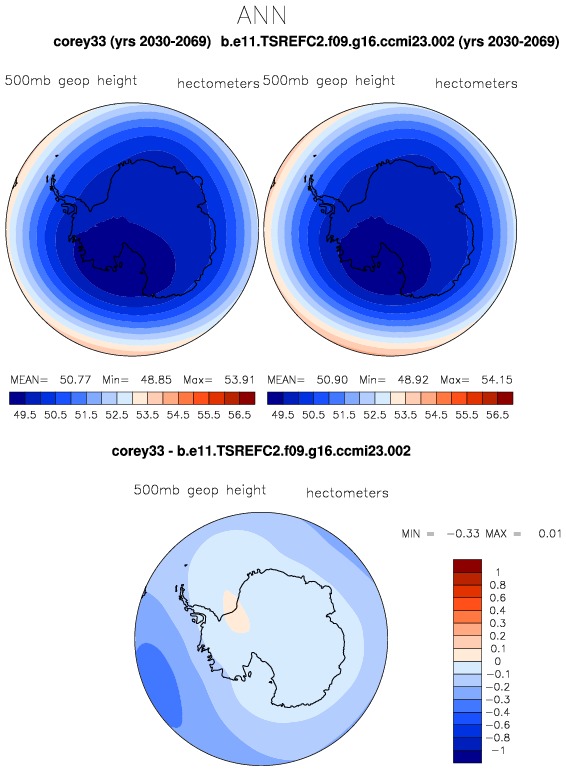 ANN
corey33 (yrs 2030-2069) b.e11.TSREFC2.f09.g16.ccmi23.002 (yrs 2030-2069)
500mb geop height hectometers 500mb geop height hectometers
MEAN= 50.77 Min= 48.85 Max= 53.91 MEAN= 50.90 Min= 48.92 Max= 54.15
49.5 50.5 51.5 52.5 53.5 54.5 55.5 56.5 49.5 50.5 51.5 52.5 53.5 54.5 55.5 56.5
corey33 - b.e11.TSREFC2.f09.g16.ccmi23.002
500mb geop height hectometers
MIN = -0.33 MAX = 0.01
1
0.8
0.6
0.4
0.3
0.2
0.1
0
-0.1
-0.2
-0.3
-0.4
-0.6
-0.8
-1